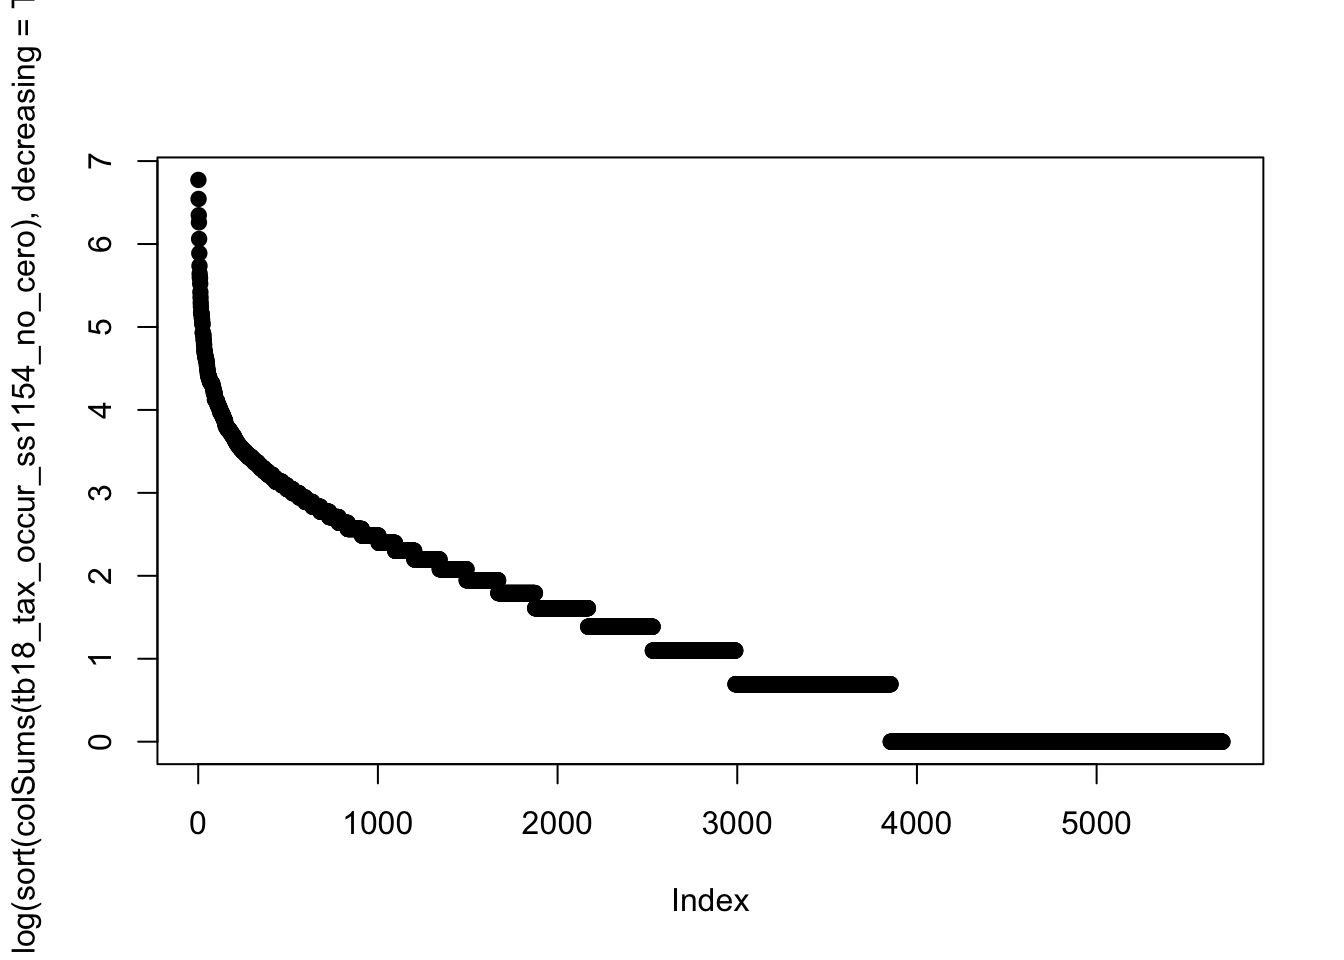 log(sort(colSums(tb18_tax_occur_ss1154_no_cero), decreasing =
7
6
5
4
3
2
1
0
0 1000 2000 3000 4000 5000
Index